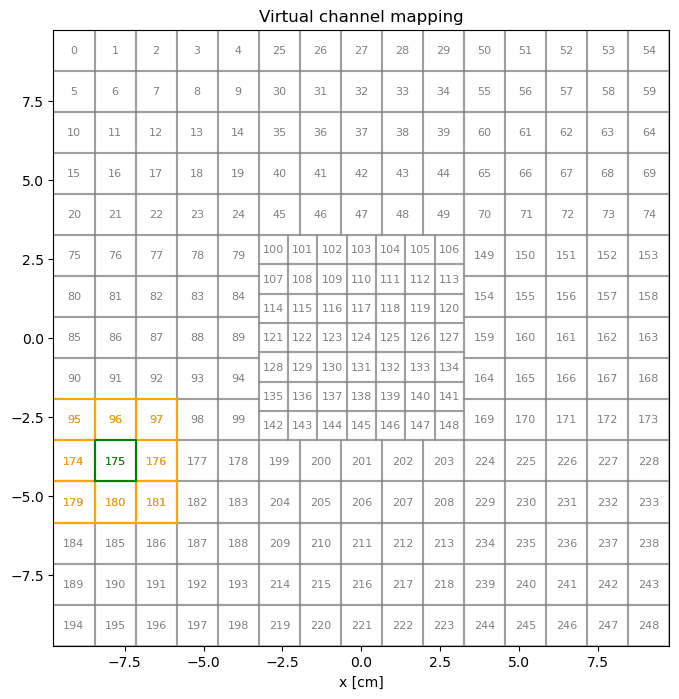 Virtual channel mapping
0 1 2 3 4 25 26 27 28 29 50 51 52 53 54
5 6 7 8 9 30 31 32 33 34 55 56 57 58 59
7.5
10 11 12 13 14 35 36 37 38 39 60 61 62 63 64
15 16 17 18 19 40 41 42 43 44 65 66 67 68 69
5.0
20 21 22 23 24 45 46 47 48 49 70 71 72 73 74
75 76 77 78 79 100 101 102 103 104 105 106 149 150 151 152 153
2.5
107 108 109 110 111 112 113
80 81 82 83 84 154 155 156 157 158
114 115 116 117 118 119 120
0.0
85 86 87 88 89 121 122 123 124 125 126 127 159 160 161 162 163
128 129 130 131 132 133 134
90 91 92 93 94 164 165 166 167 168
135 136 137 138 139 140 141
−2.5
95 96 97 98 99 142 143 144 145 146 147 148 169 170 171 172 173
174 175 176 177 178 199 200 201 202 203 224 225 226 227 228
−5.0
179 180 181 182 183 204 205 206 207 208 229 230 231 232 233
184 185 186 187 188 209 210 211 212 213 234 235 236 237 238
−7.5
189 190 191 192 193 214 215 216 217 218 239 240 241 242 243
194 195 196 197 198 219 220 221 222 223 244 245 246 247 248
−7.5 −5.0 −2.5 0.0 2.5 5.0 7.5
x [cm]